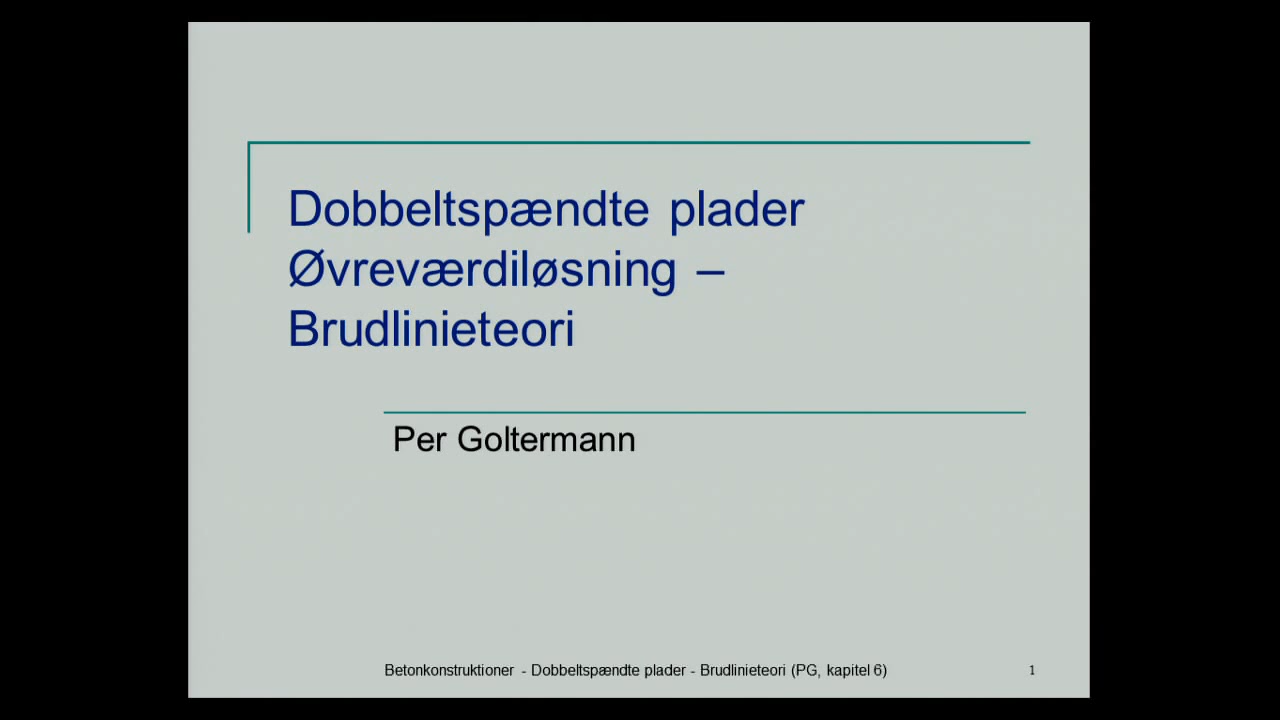 Dobbeltspændte plader
Øvreværdiløsning –
Brudlinieteori
Per Goltermann
Betonkonstruktioner - Dobbeltspændte plader - Brudlinieteori (PG, kapitel 6)
1